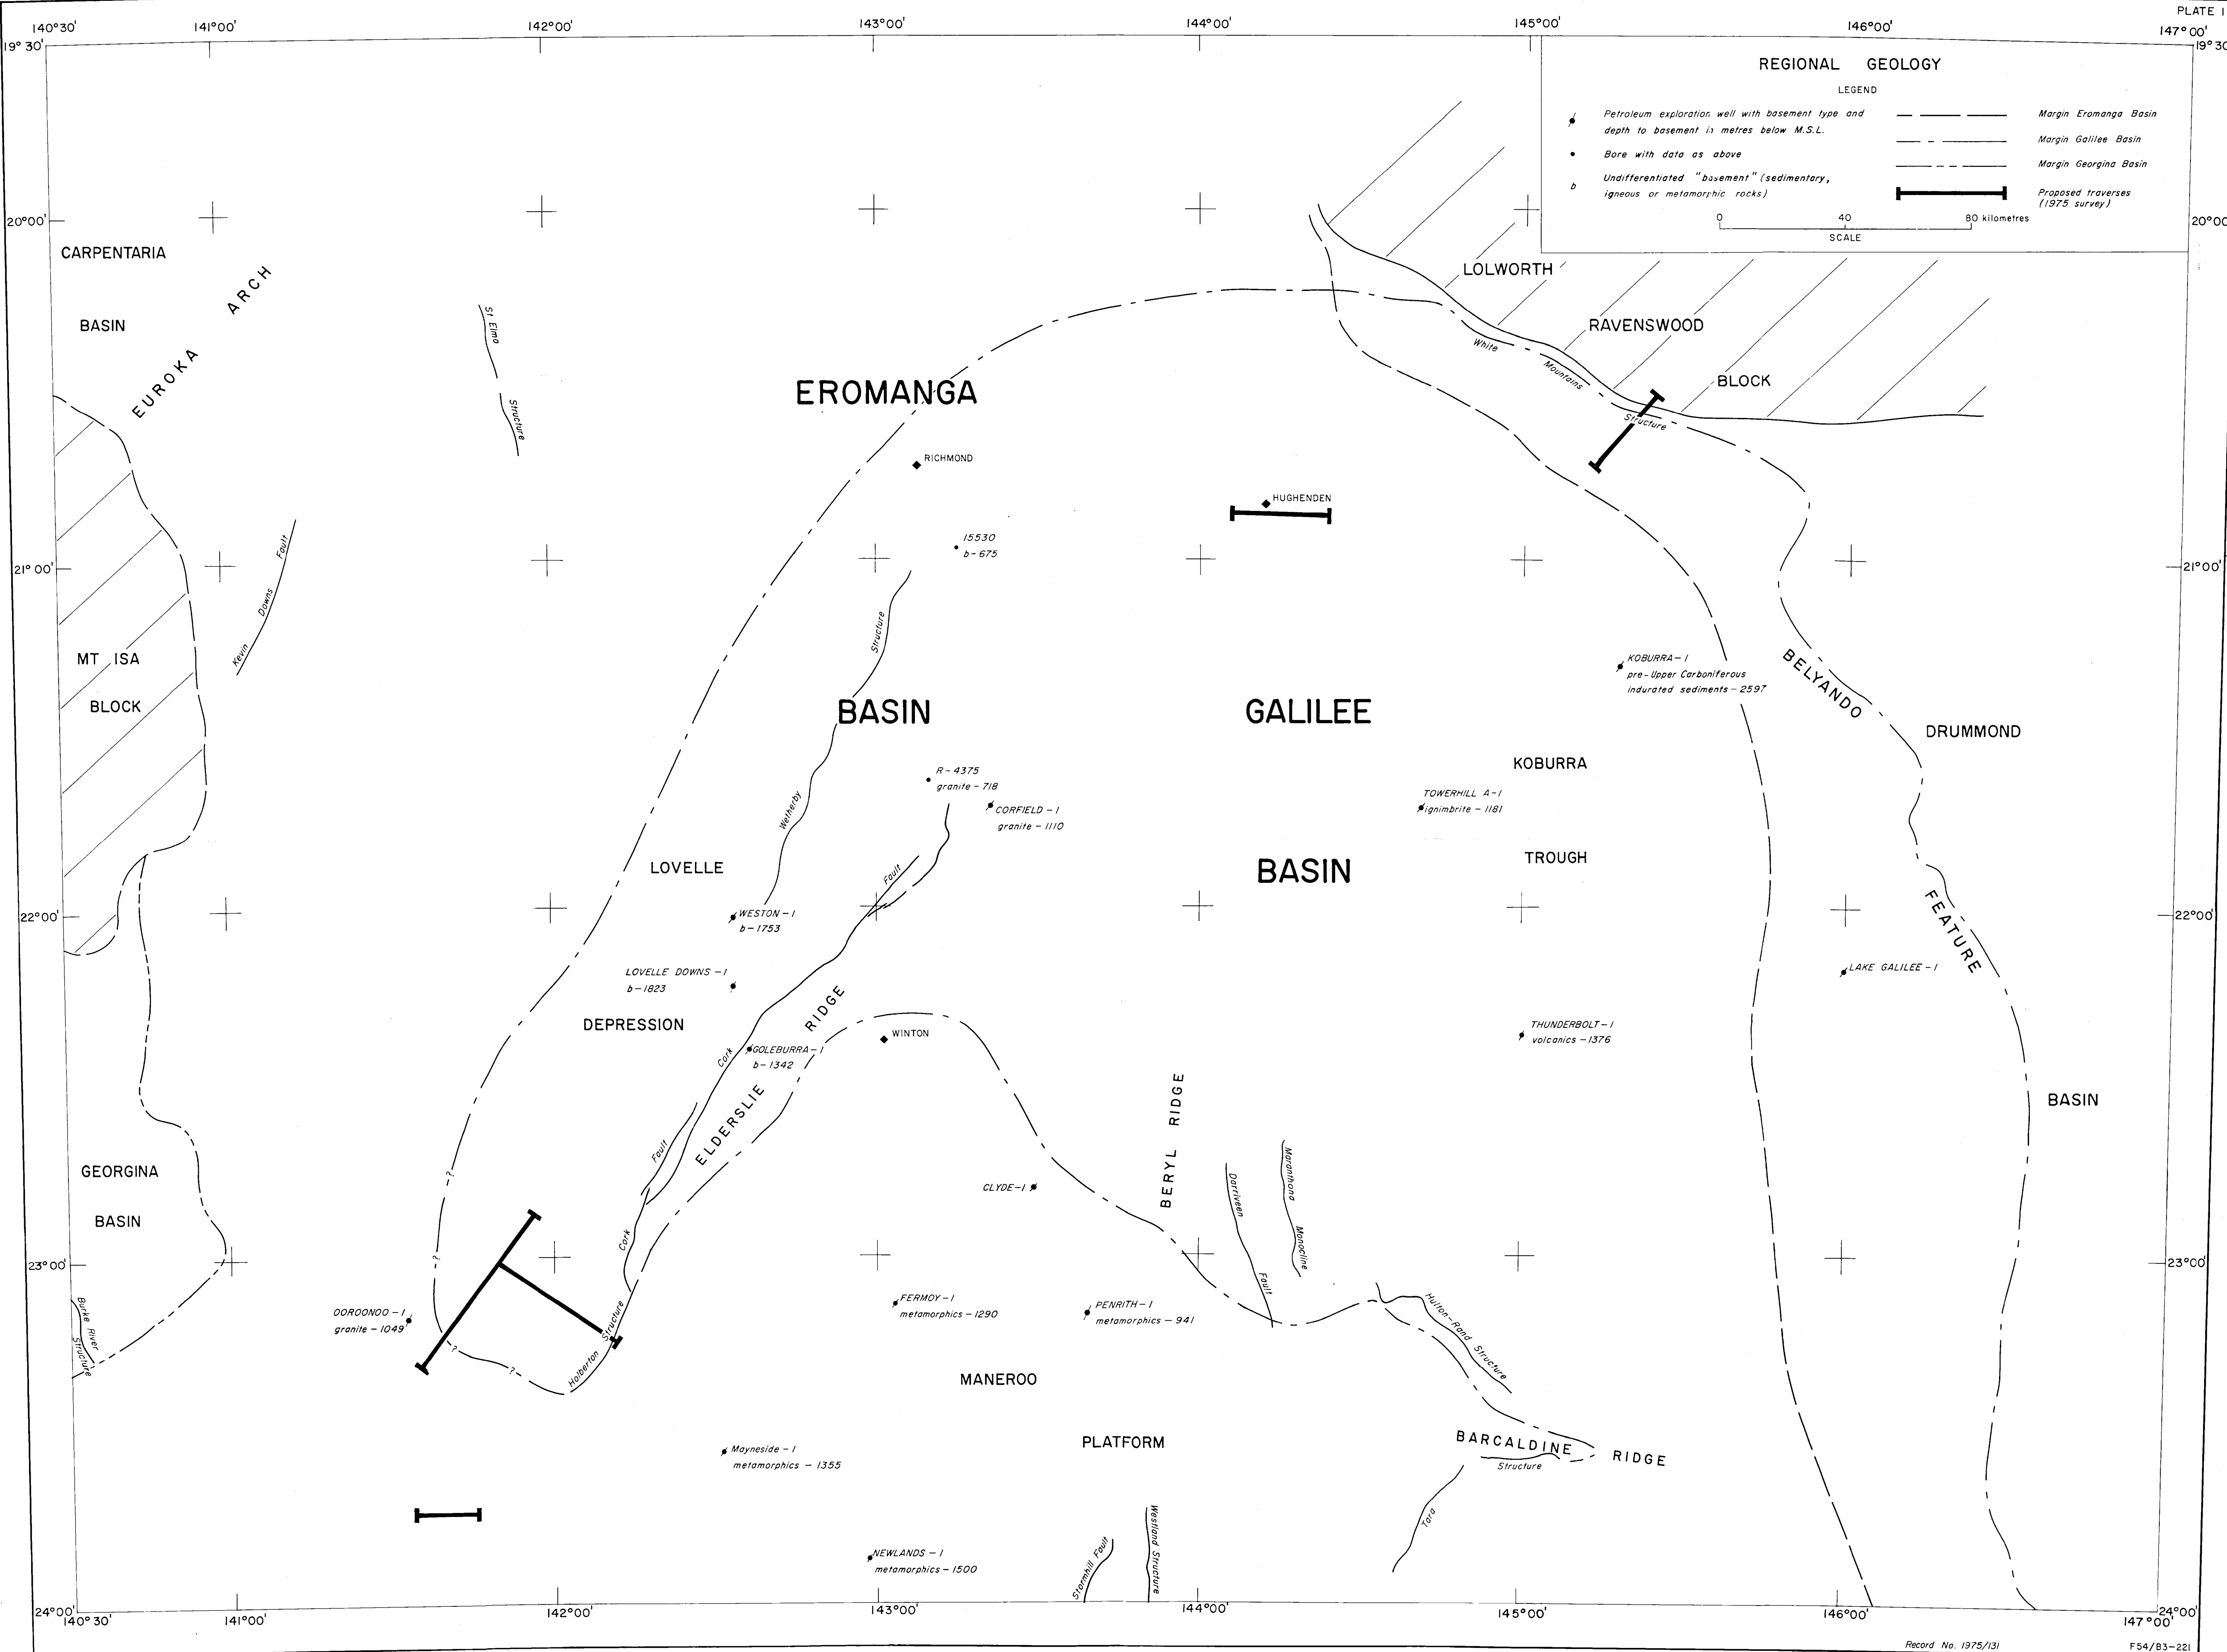 PLATE 1
140°30'
141°00'
142°00'
143°00'
144°00'
145°00'
146°00'
147°00'
19°30'
19°30
REGIONAL GEOLOGY
LEGEND
Petroleum exploration well with basement type and
depth to basement in metres below M.S.L.
Bore with data as above
b
Undifferentiated "basement" (sedimentary,
igneous or metamorphic rocks)
Margin Eromanga Basin
Margin Galilee Basin
Margin Georgina Basin
Proposed traverses
(1975 survey)
0 40 80 kilometres
SCALE
20°00'
20°00
CARPENTARIA
BASIN
EUROKA ARCH
St Elmo
Structure
LOLWORTH
RAVENSWOOD
BLOCK
White
Mountains
Structure
EROMANGA
RICHMOND
HUGHENDEN
15530
b-675
21°00'
21°00'
Kevin Downs Fault
MT ISA
BLOCK
Wetherby
Structure
BASIN
GALILEE
BASIN
KOBURRA-1
pre-Upper Carboniferous
indurated sediments-2597
BELYANDO
FEATURE
DRUMMOND
BASIN
KOBURRA
TROUGH
R-4375
granite-718
CORFIELD-1
granite-1110
TOWERHILL A-1
ignimbrite-1181
LOVELLE
DEPRESSION
Fault
22°00'
22°00'
WESTON-1
b-1753
LOVELLE DOWNS-1
b-1823
LAKE GALILEE-1
THUNDERBOLT-1
volcanics-1376
WINTON
GOLEBURRA-1
b-1342
Cork
ELDERSLIE RIDGE
Fault
BERYL RIDGE
Maranthona
Monocline
Darriveen
Fault
GEORGINA
BASIN
CLYDE-1
Cork
23°00'
23°00'
Burke River
Structure
OOROONOO-1
granite-1049
Holberton
Structure
FERMOY-1
metamorphics-1290
PENRITH-1
metamorphics-941
Hulton-Rand Structure
MANEROO
PLATFORM
Mayneside-1
metamorphics-1355
BARCALDINE RIDGE
Structure
Tara
NEWLANDS-1
metamorphics-1500
Stormhill Fault
Westland Structure
24°00'
24°00'
140°30'
141°00'
142°00'
143°00'
144°00'
145°00'
146°00'
147°00'
Record No. 1975/131
F54/B3-221